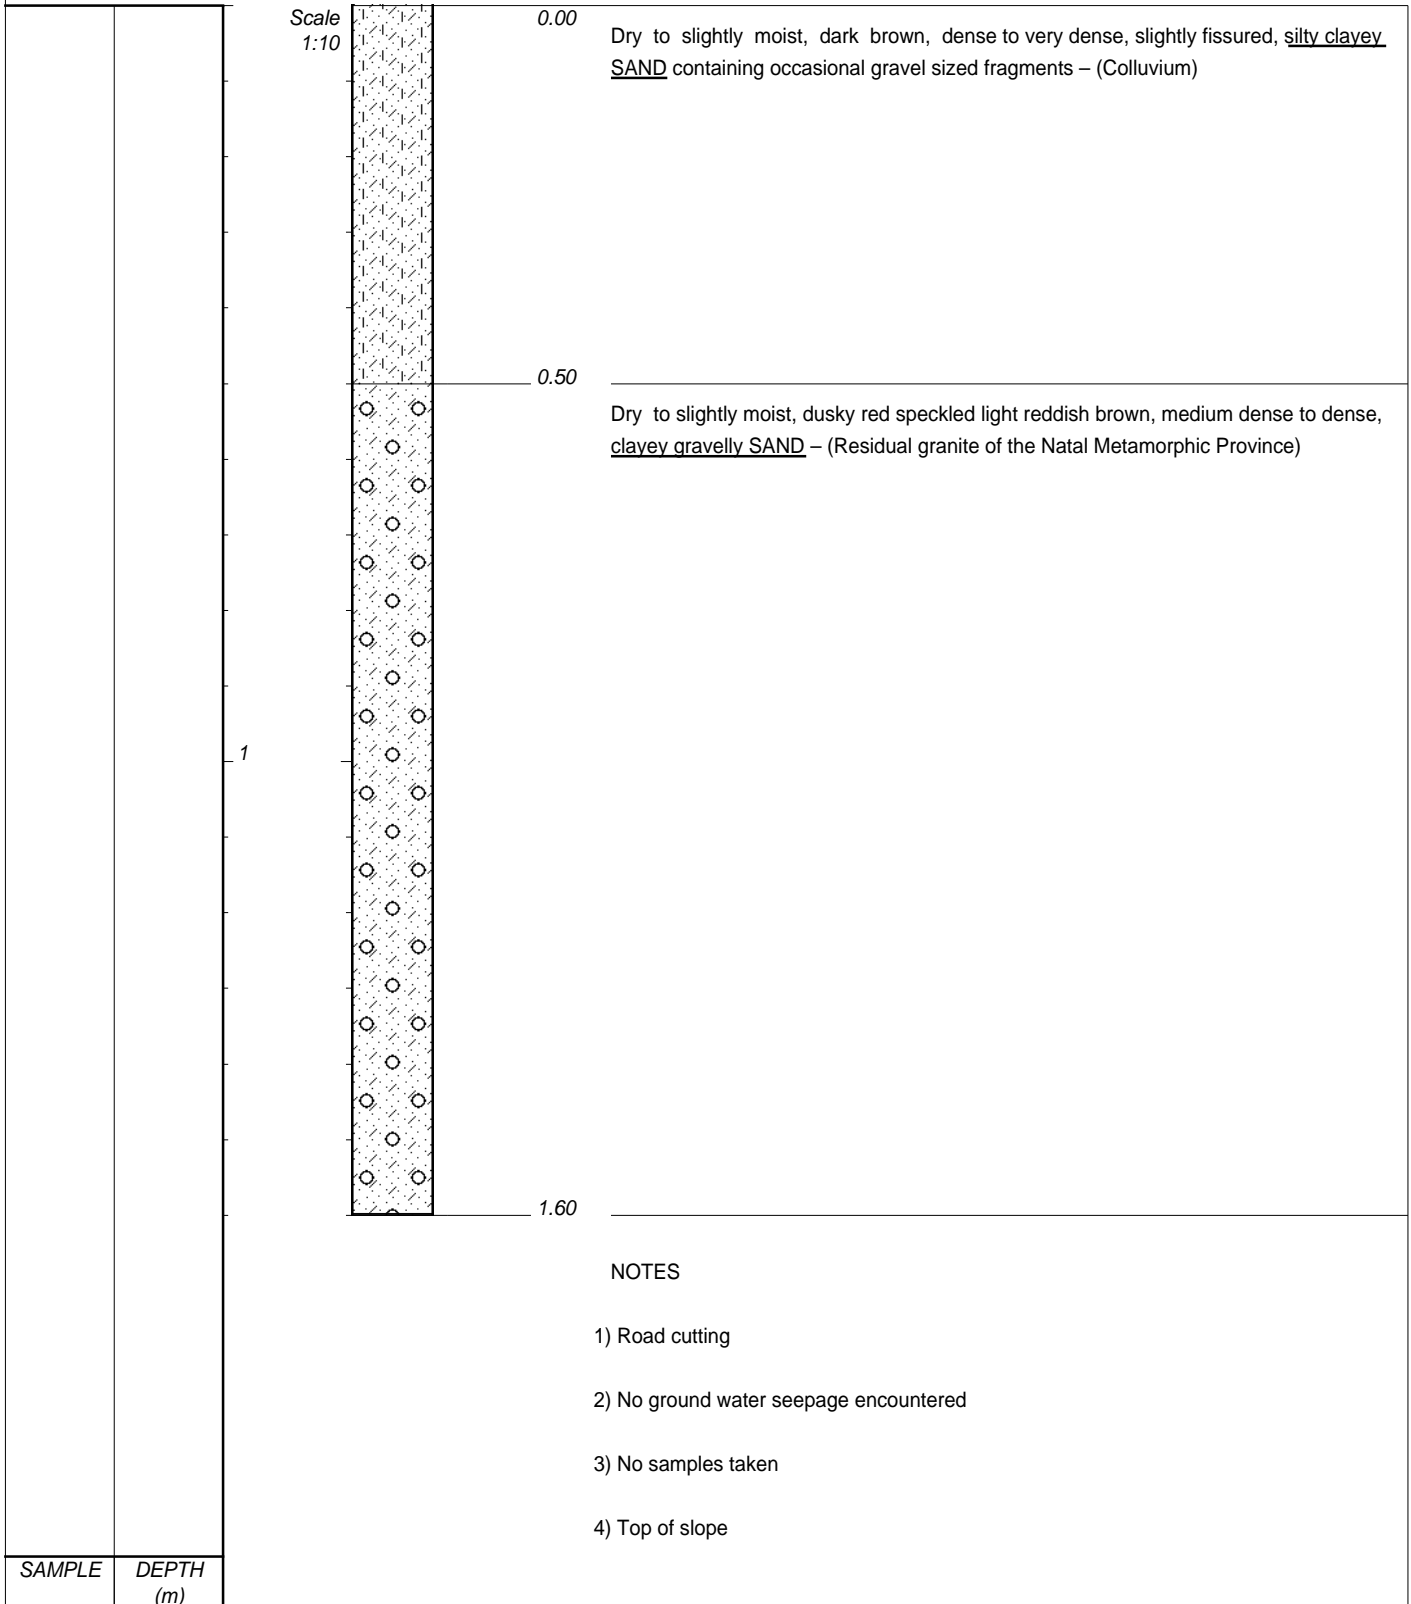 Scale
1:10
0.00
Dry to slightly moist, dark brown, dense to very dense, slightly fissured, silty clayey
SAND containing occasional gravel sized fragments – (Colluvium)
0.50
Dry to slightly moist, dusky red speckled light reddish brown, medium dense to dense,
clayey gravelly SAND – (Residual granite of the Natal Metamorphic Province)
1
1.60
NOTES
1) Road cutting
2) No ground water seepage encountered
3) No samples taken
4) Top of slope
SAMPLE
DEPTH
(m)